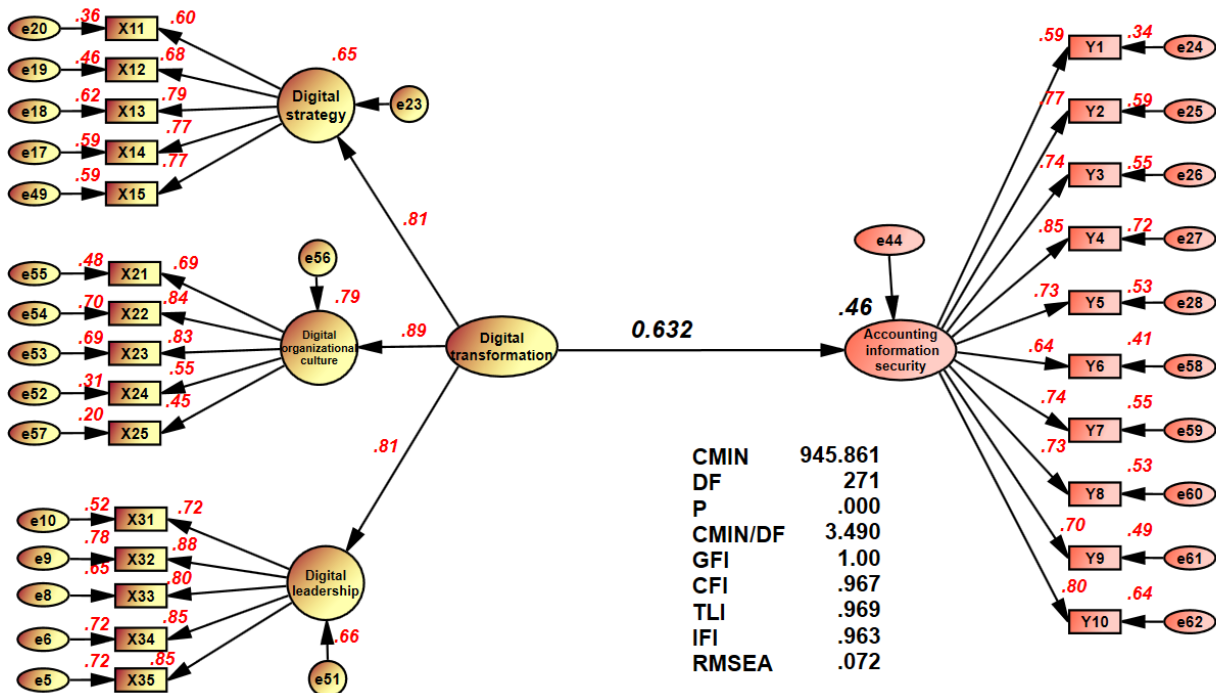 e20 .36 X11 .60
e19 .46 X12 .68
e18 .62 X13 .79
e17 .59 X14 .77
e49 .59 X15 .77
.65
Digital
strategy
e23
.81
e55 .48 X21 .69
e54 .70 X22 .84
e53 .69 X23 .83
e52 .31 X24 .55
e57 .20 X25 .45
e56
.79
Digital
organizational
culture
.89
Digital
transformation
0.632
.81
e10 .52 X31 .72
e9 .78 X32 .88
e8 .65 X33 .80
e6 .72 X34 .85
e5 .72 X35 .85
Digital
leadership
.66
e51
e44
.46
Accounting
information
security
.59 Y1 .34 e24
.77 Y2 .59 e25
.74 Y3 .55 e26
.85 Y4 .72 e27
.73 Y5 .53 e28
.64 Y6 .41 e58
.74 Y7 .55 e59
.73 Y8 .53 e60
.70 Y9 .49 e61
.80 Y10 .64 e62
CMIN 945.861
DF 271
P .000
CMIN/DF 3.490
GFI 1.00
CFI .967
TLI .969
IFI .963
RMSEA .072